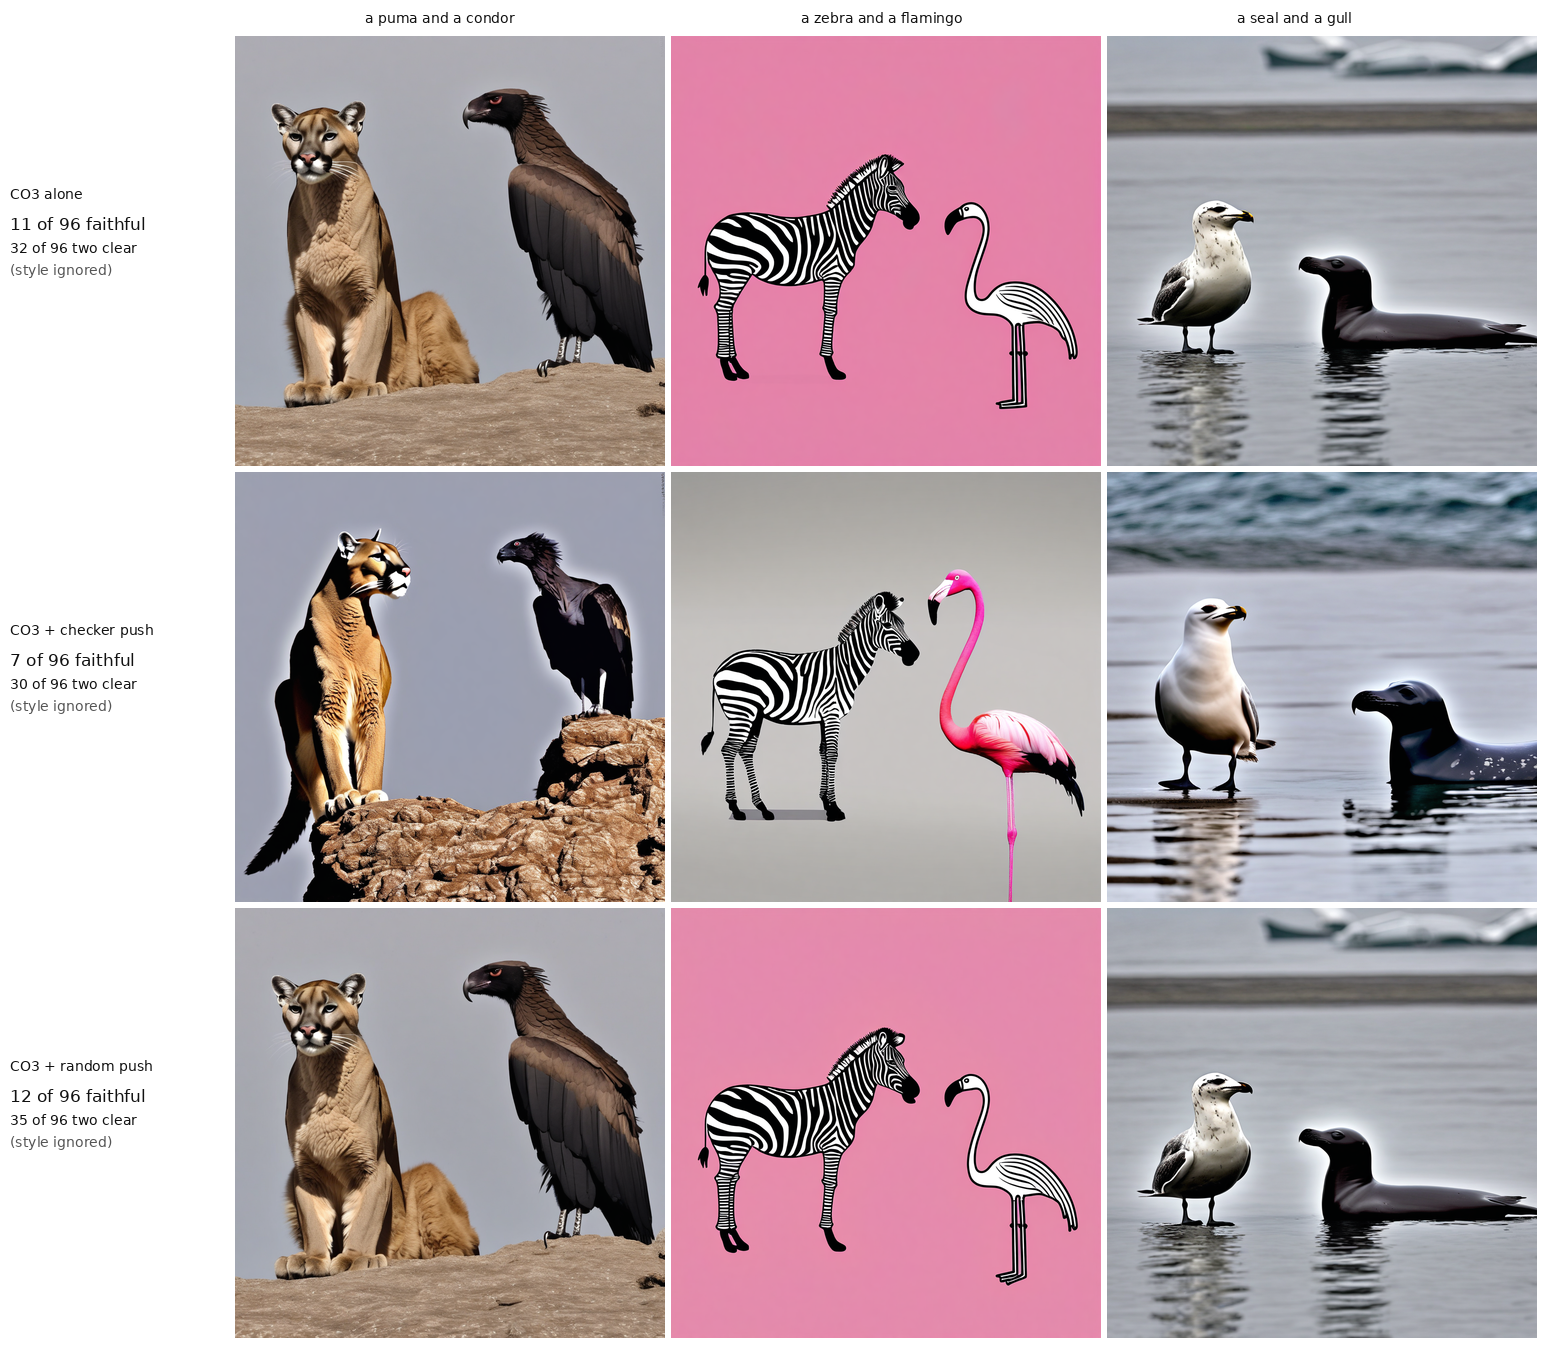 a puma and a condor
a zebra and a flamingo
a seal and a gull
CO3 alone
11 of 96 faithful
32 of 96 two clear
(style ignored)
CO3 + checker push
7 of 96 faithful
30 of 96 two clear
(style ignored)
CO3 + random push
12 of 96 faithful
35 of 96 two clear
(style ignored)